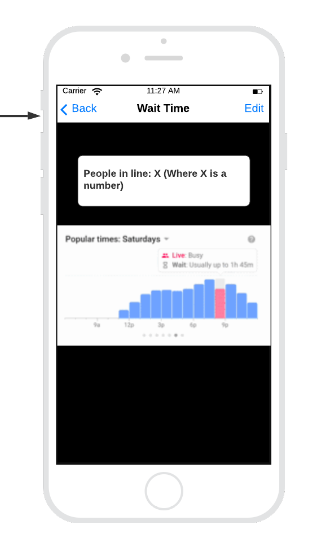 Carrier 11:27 AM
Back Wait Time Edit
People in line: X (Where X is a
number)
Popular times: Saturdays
Live: Busy
Wait: Usually up to 1h 45m
9a 12p 3p 6p 9p